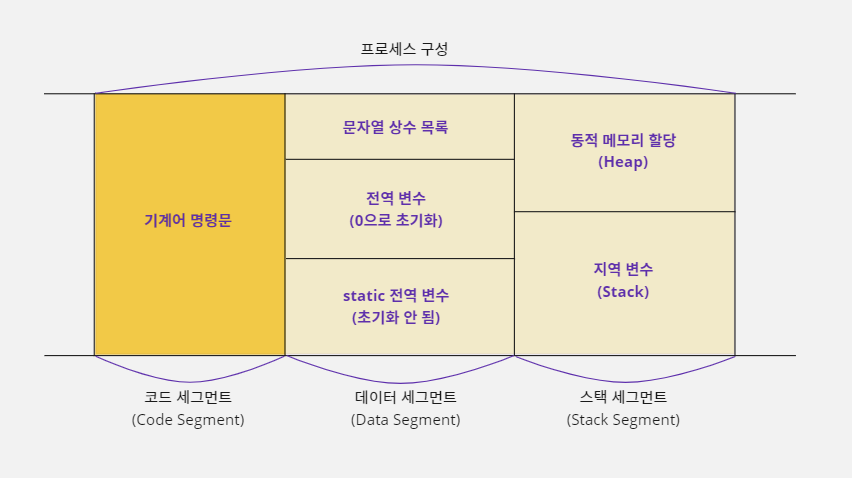 프로세스 구성
기계어 명령문
문자열 상수 목록
전역 변수
(0으로 초기화)
static 전역 변수
(초기화 안 됨)
동적 메모리 할당
(Heap)
지역 변수
(Stack)
코드 세그먼트
(Code Segment)
데이터 세그먼트
(Data Segment)
스택 세그먼트
(Stack Segment)